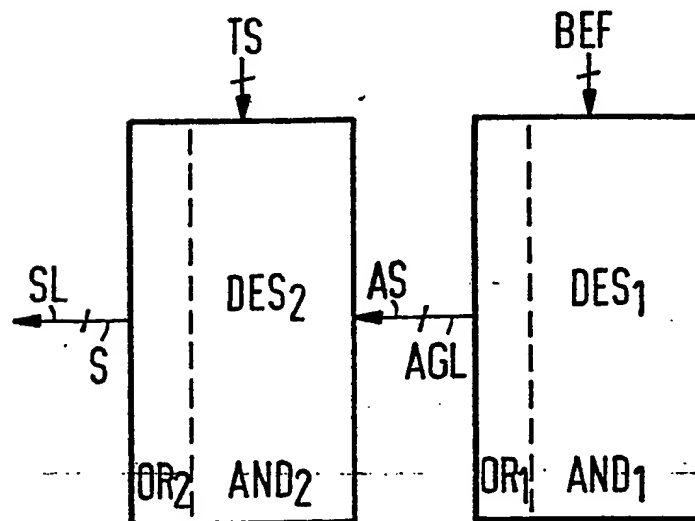 TS BEF
SL DES₂ AS DES₁
S AGL
OR₂ AND₂ OR₁ AND₁